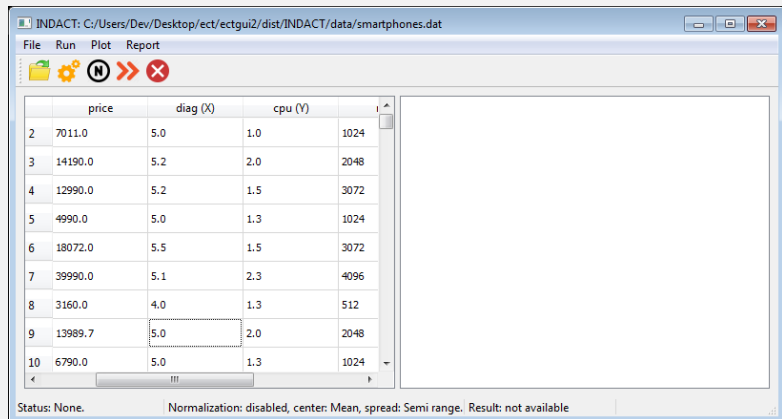 INDACT: C:/Users/Dev/Desktop/ect/ectgui2/dist/INDACT/data/smartphones.dat
File Run Plot Report
N
price diag (X) cpu (Y)
2 7011.0 5.0 1.0 1024
3 14190.0 5.2 2.0 2048
4 12990.0 5.2 1.5 3072
5 4990.0 5.0 1.3 1024
6 18072.0 5.5 1.5 3072
7 39990.0 5.1 2.3 4096
8 3160.0 4.0 1.3 512
9 13989.7 5.0 2.0 2048
10 6790.0 5.0 1.3 1024
Status: None. Normalization: disabled, center: Mean, spread: Semi range. Result: not available